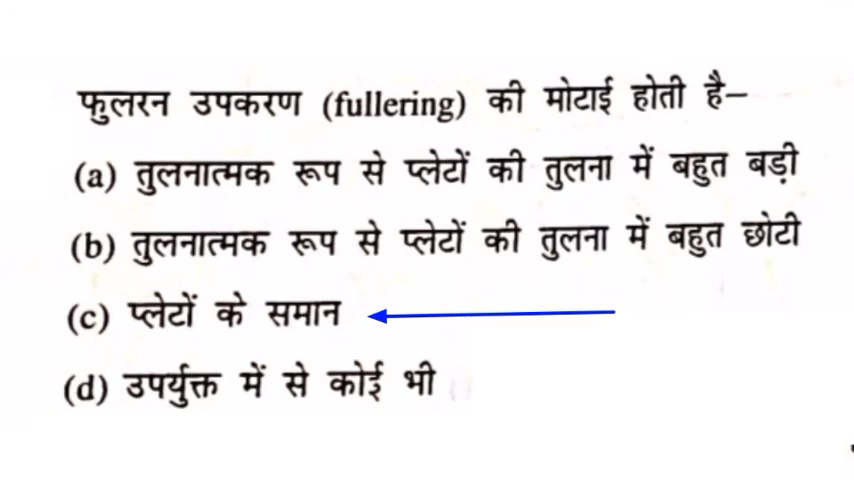 फुलरन उपकरण (fullering) की मोटाई होती है–
(a) तुलनात्मक रूप से प्लेटों की तुलना में बहुत बड़ी
(b) तुलनात्मक रूप से प्लेटों की तुलना में बहुत छोटी
(c) प्लेटों के समान
(d) उपर्युक्त में से कोई भी